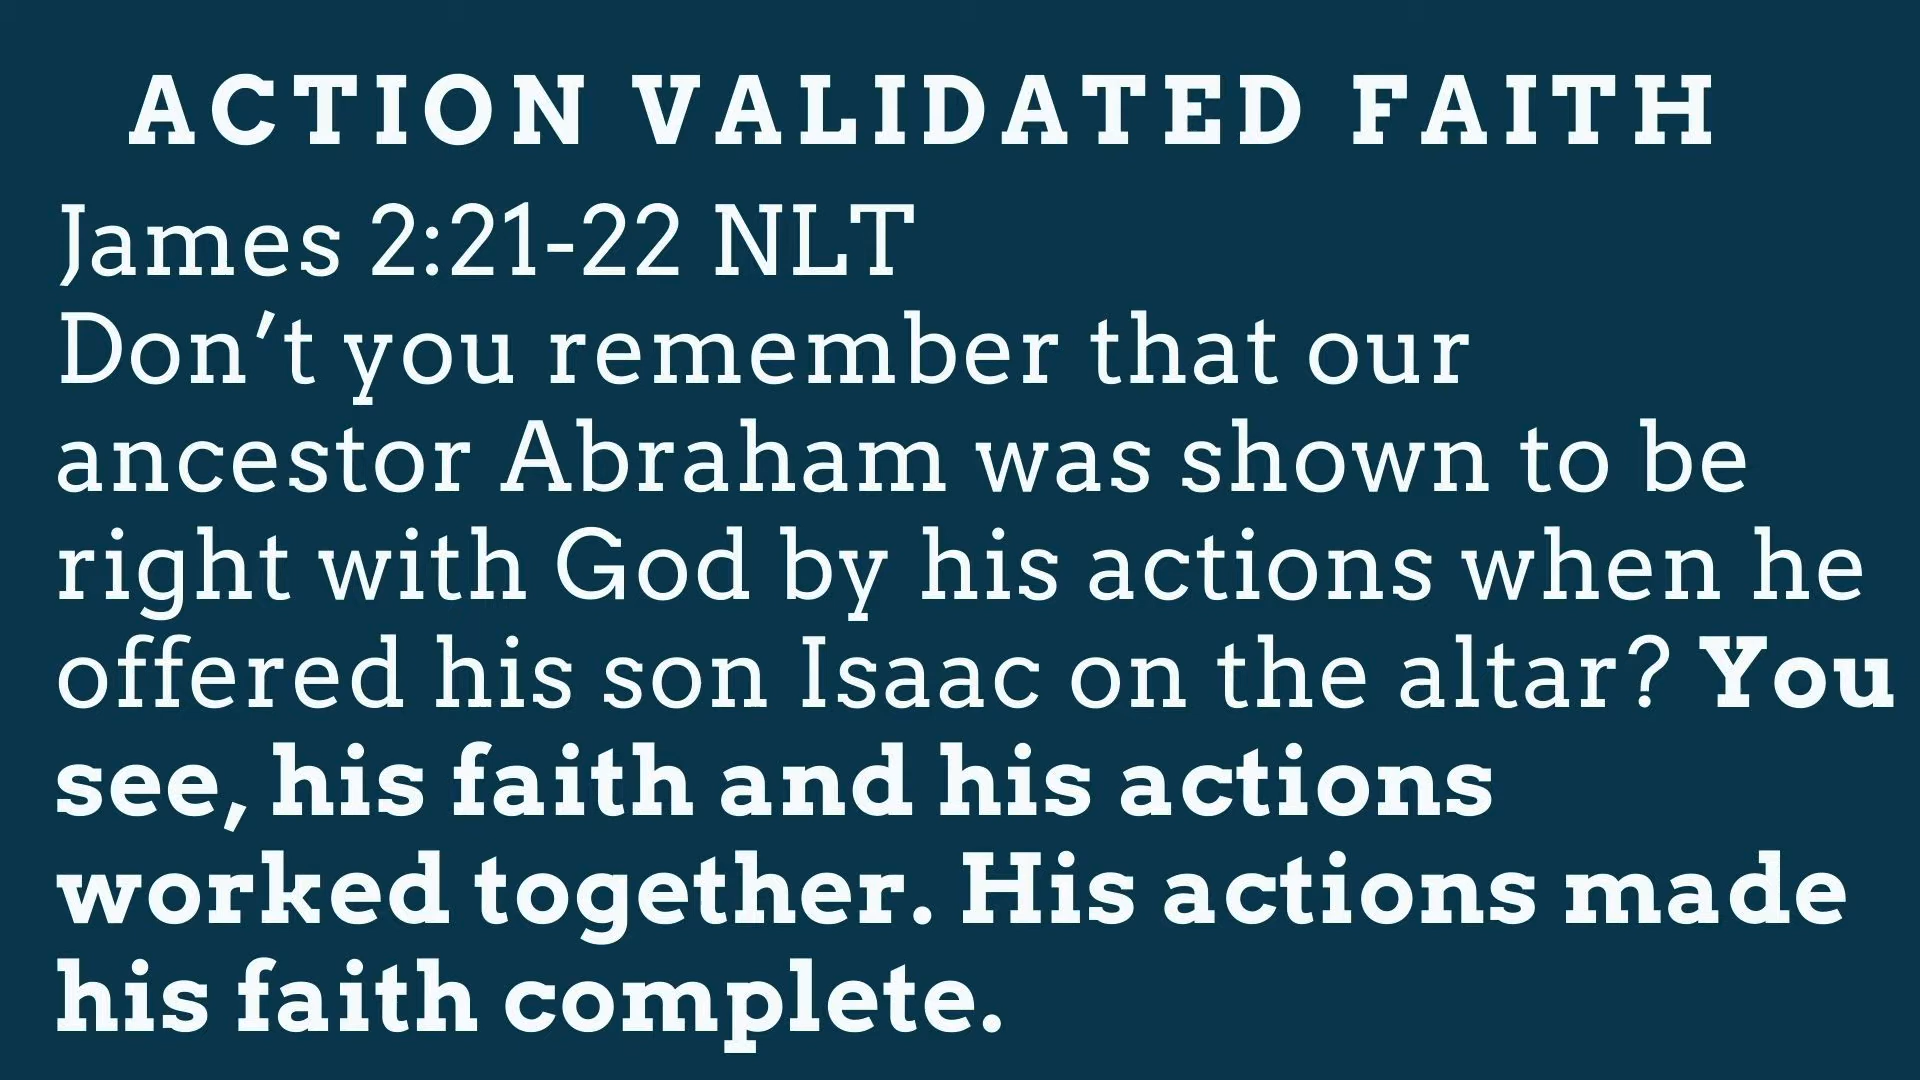 ACTION VALIDATED FAITH
James 2:21-22 NLT
Don’t you remember that our
ancestor Abraham was shown to be
right with God by his actions when he
offered his son Isaac on the altar? You
see, his faith and his actions
worked together. His actions made
his faith complete.